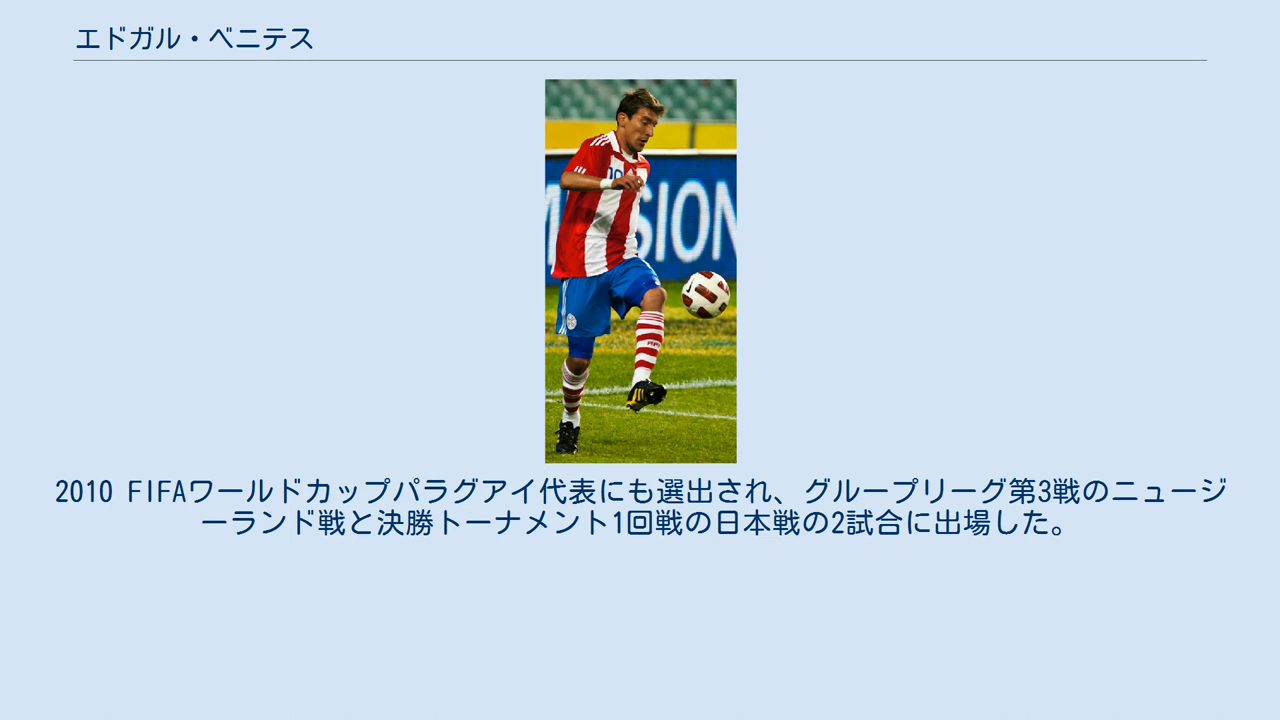 エドガル・ベニテス
2010 FIFAワールドカップパラグアイ代表にも選出され、グループリーグ第3戦のニュージ
ーランド戦と決勝トーナメント1回戦の日本戦の2試合に出場した。